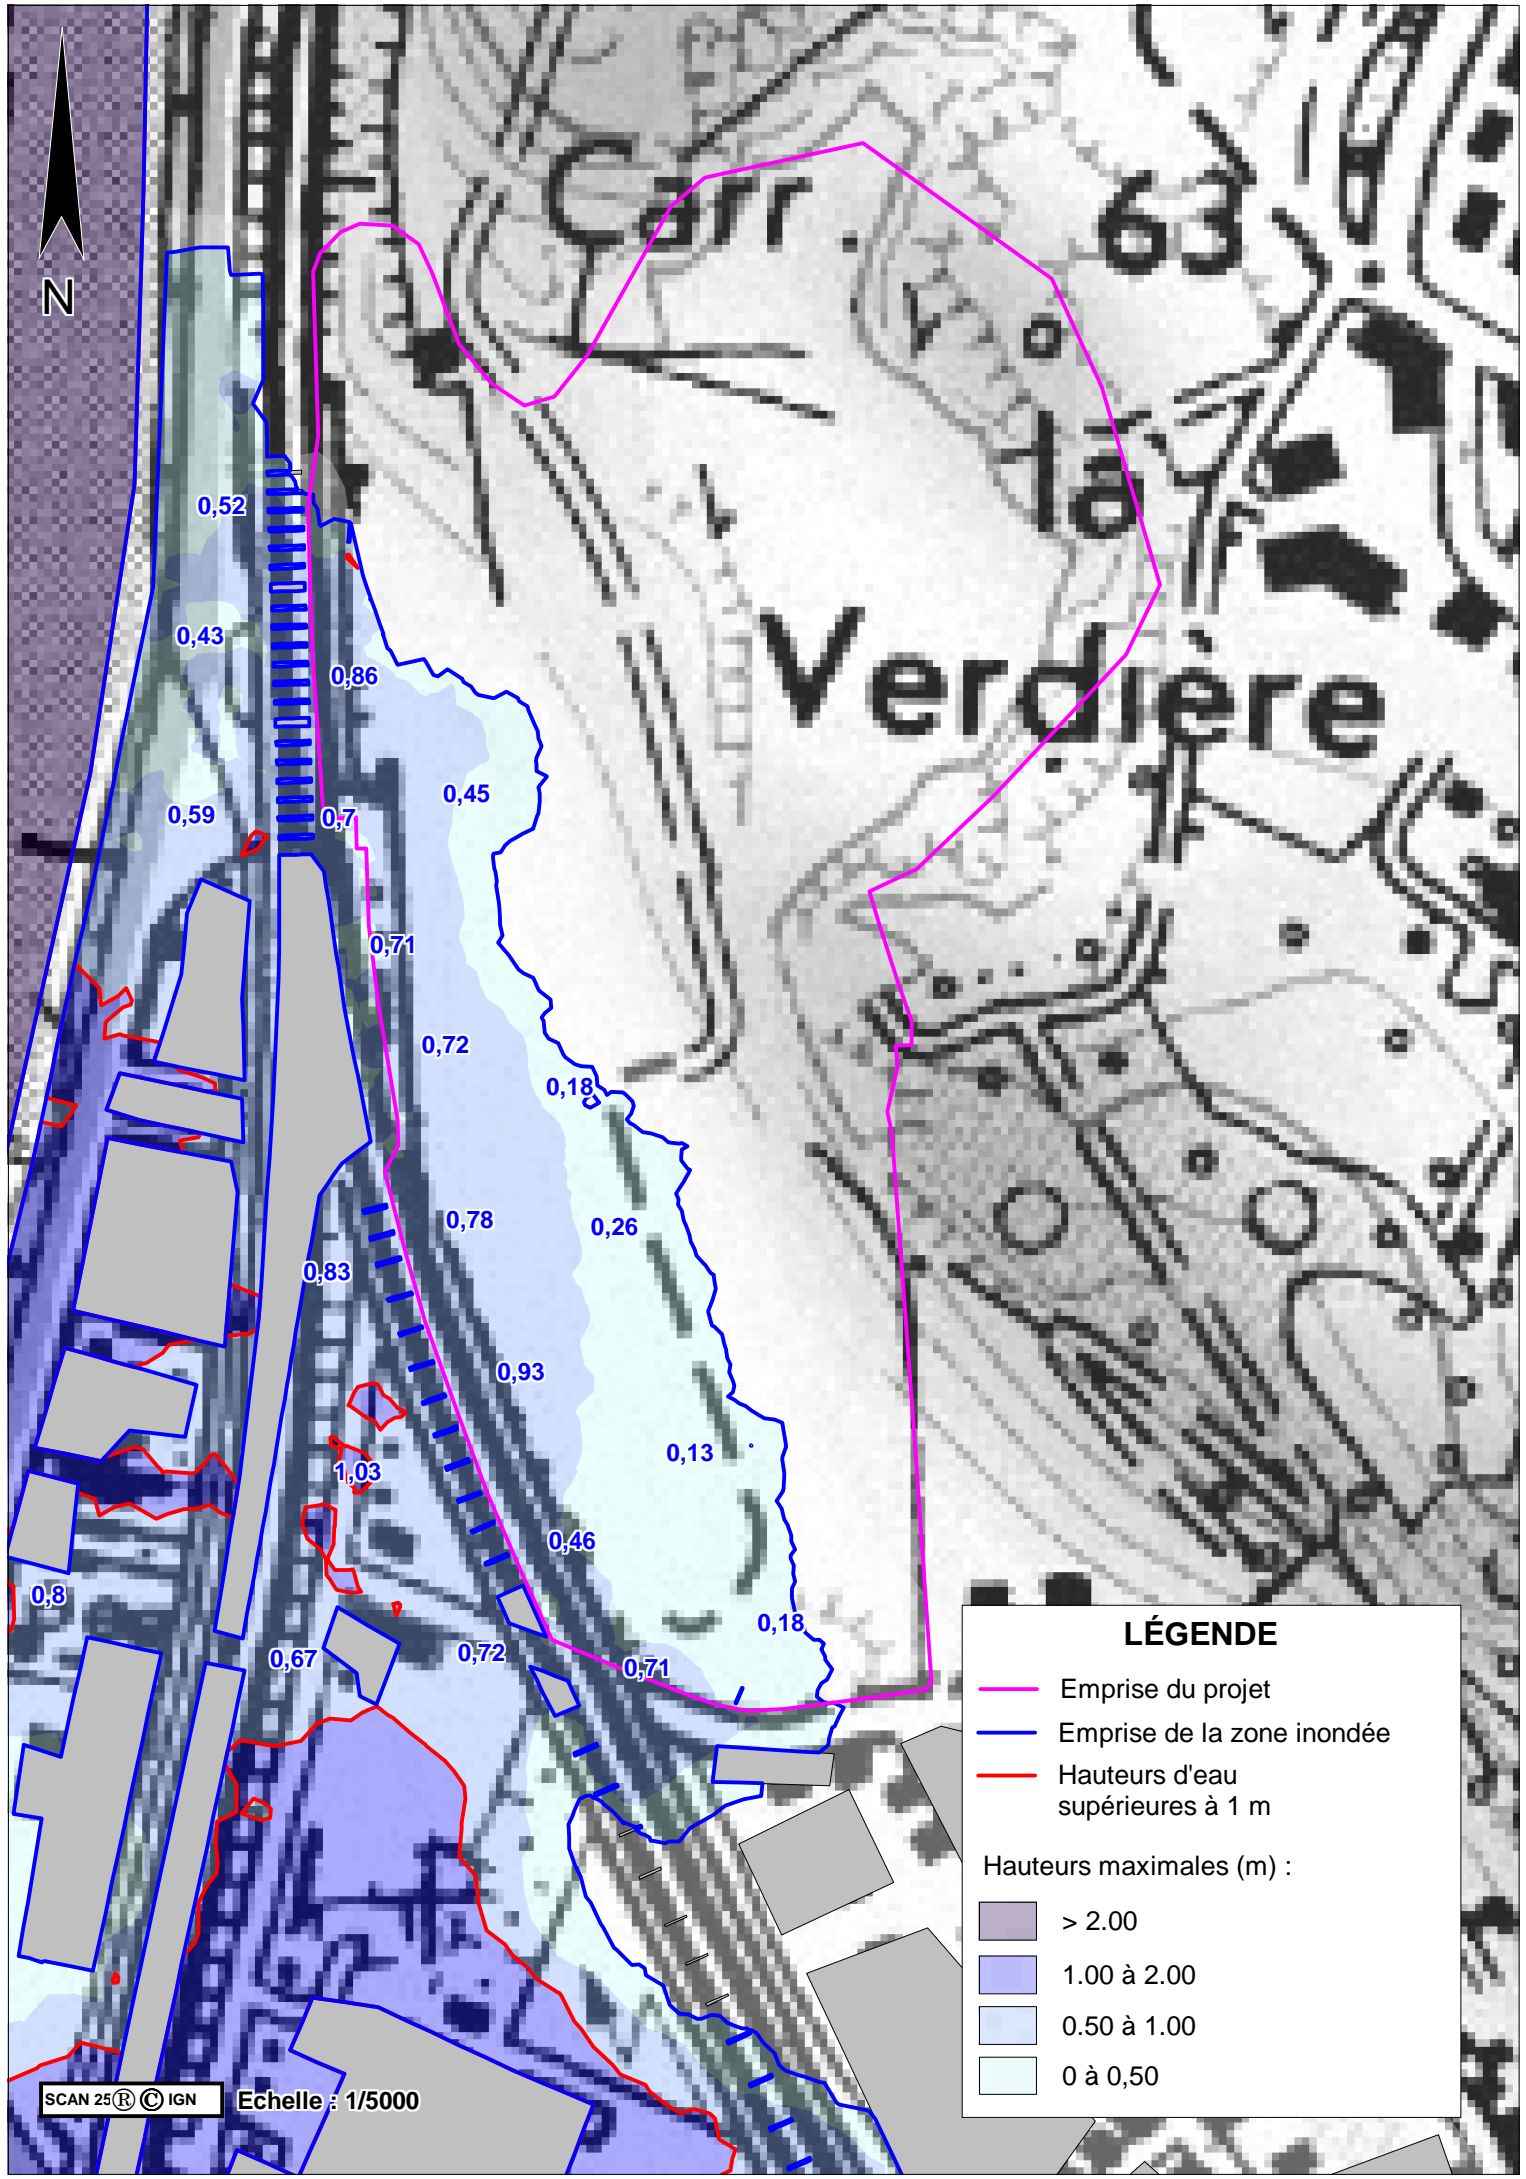 Carr.
63
N
la
0,52
Verdière
0,43
0,86
0,45
0,59
0,7
0,71
0,72
0,18
0,78
0,26
0,83
0,93
0,13
1,03
0,46
0,8
0,18
0,67
0,72
0,71
LÉGENDE
Emprise du projet
Emprise de la zone inondée
Hauteurs d'eau
supérieures à 1 m
Hauteurs maximales (m) :
> 2.00
1.00 à 2.00
0.50 à 1.00
0 à 0,50
SCAN 25® © IGN
Echelle : 1/5000